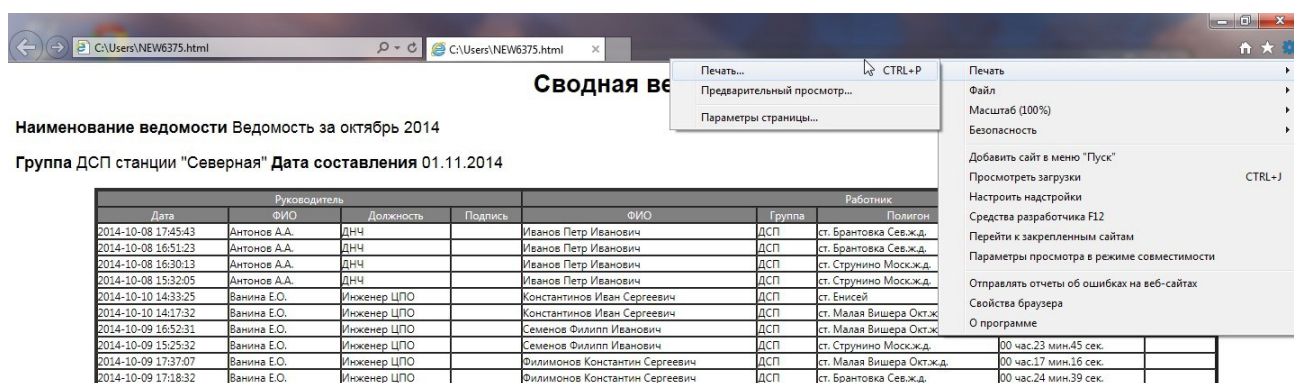 C:\Users\NEW6375.html C:\Users\NEW6375.html
Печать... CTRL+P
Предварительный просмотр...
Параметры страницы...
Печать
Файл
Масштаб (100%)
Безопасность
Добавить сайт в меню "Пуск"
Просмотреть загрузки CTRL+J
Настроить надстройки
Средства разработчика F12
Перейти к закрепленным сайтам
Параметры просмотра в режиме совместимости
Отправлять отчеты об ошибках на веб-сайтах
Свойства браузера
О программе
Сводная ве
Наименование ведомости Ведомость за октябрь 2014
Группа ДСП станции "Северная" Дата составления 01.11.2014
Руководитель Работник
Дата ФИО Должность Подпись ФИО Группа Полигон
2014-10-08 17:45:43 Антонов А.А. ДНЧ Иванов Петр Иванович ДСП ст. Брантовка Сев.ж.д.
2014-10-08 16:51:23 Антонов А.А. ДНЧ Иванов Петр Иванович ДСП ст. Брантовка Сев.ж.д.
2014-10-08 16:30:13 Антонов А.А. ДНЧ Иванов Петр Иванович ДСП ст. Струнино Моск.ж.д.
2014-10-08 15:32:05 Антонов А.А. ДНЧ Иванов Петр Иванович ДСП ст. Струнино Моск.ж.д.
2014-10-10 14:33:25 Ванина Е.О. Инженер ЦПО Константинов Иван Сергеевич ДСП ст. Енисей
2014-10-10 14:17:32 Ванина Е.О. Инженер ЦПО Константинов Иван Сергеевич ДСП ст. Малая Вишера Окт.ж
2014-10-09 16:52:31 Ванина Е.О. Инженер ЦПО Семенов Филипп Иванович ДСП ст. Малая Вишера Окт.ж
2014-10-09 15:25:32 Ванина Е.О. Инженер ЦПО Семенов Филипп Иванович ДСП ст. Струнино Моск.ж.д. 00 час.23 мин.45 сек.
2014-10-09 17:37:07 Ванина Е.О. Инженер ЦПО Филимонов Константин Сергеевич ДСП ст. Малая Вишера Окт.ж.д. 00 час.17 мин.16 сек.
2014-10-09 17:18:32 Ванина Е.О. Инженер ЦПО Филимонов Константин Сергеевич ДСП ст. Брантовка Сев.ж.д. 00 час.24 мин.39 сек.